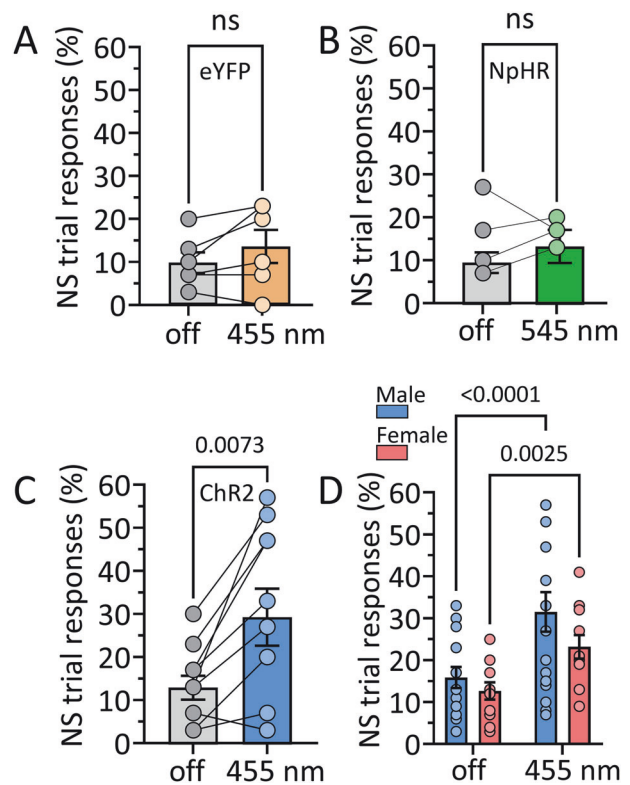 A
ns
NS trial responses (%)
eYFP
60
50
40
30
20
10
0
off 455 nm
B
ns
NS trial responses (%)
NpHR
60
50
40
30
20
10
0
off 545 nm
C
0.0073
NS trial responses (%)
ChR2
60
50
40
30
20
10
0
off 455 nm
Male
Female
<0.0001
0.0025
D
NS trial responses (%)
60
50
40
30
20
10
0
off 455 nm